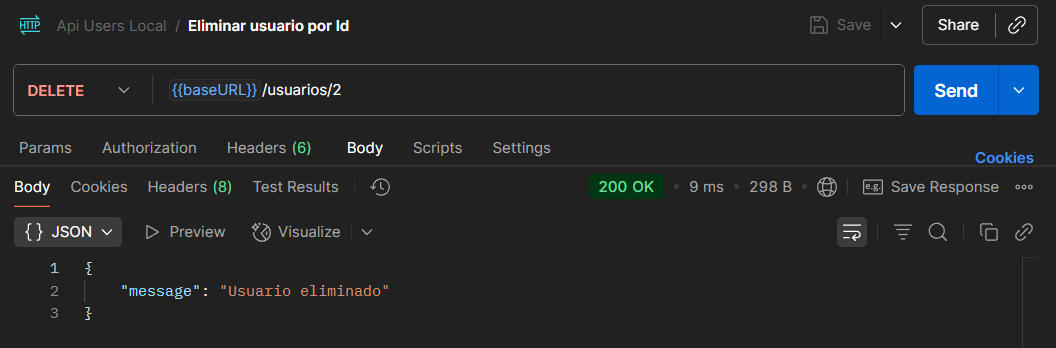 HTTP Api Users Local / Eliminar usuario por Id Save Share
DELETE {{baseURL}}/usuarios/2 Send
Params Authorization Headers (6) Body Scripts Settings
Cookies
Body Cookies Headers (8) Test Results 200 OK • 9 ms • 298 B • e.g. Save Response
{} JSON Preview Visualize
1 {
2 "message": "Usuario eliminado"
3 }